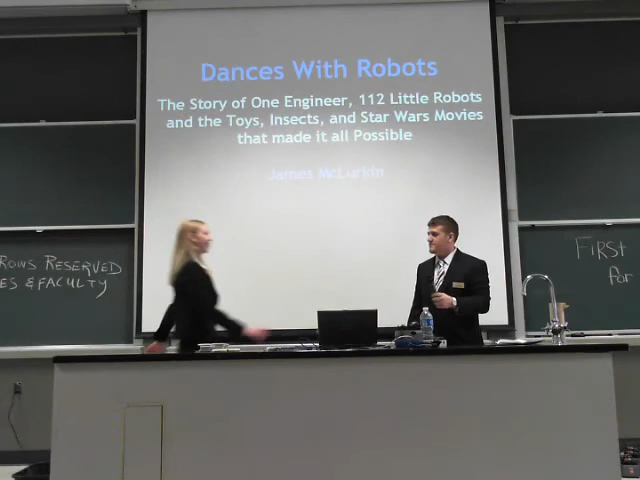 Dances With Robots
The Story of One Engineer, 112 Little Robots
and the Toys, Insects, and Star Wars Movies
that made it all Possible
James McLurkin
ROWS RESERVED
ES & FACULTY
FIRST
for